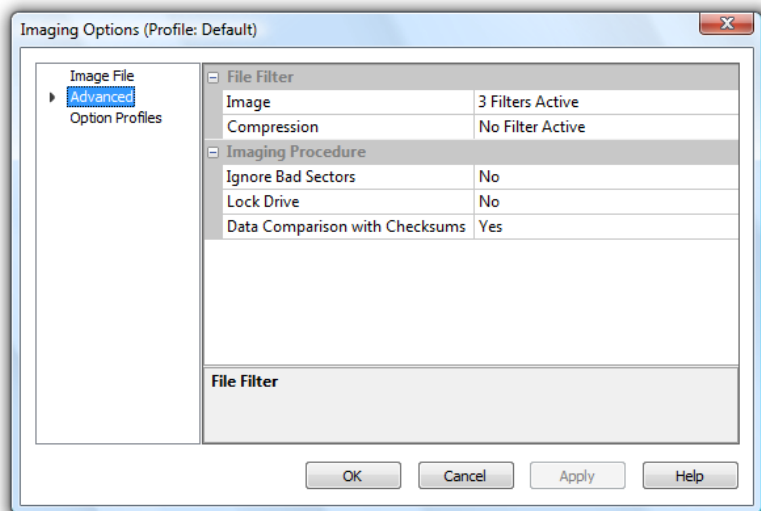 Imaging Options (Profile: Default)
Image File
Advanced
Option Profiles
File Filter
Image 3 Filters Active
Compression No Filter Active
Imaging Procedure
Ignore Bad Sectors No
Lock Drive No
Data Comparison with Checksums Yes
File Filter
OK Cancel Apply Help